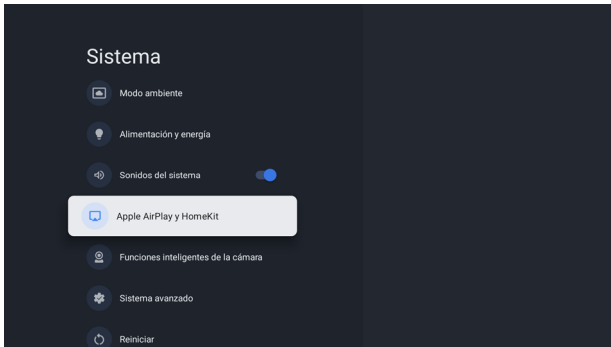 Sistema
Modo ambiente
Alimentación y energía
Sonidos del sistema
Apple AirPlay y HomeKit
Funciones inteligentes de la cámara
Sistema avanzado
Reiniciar